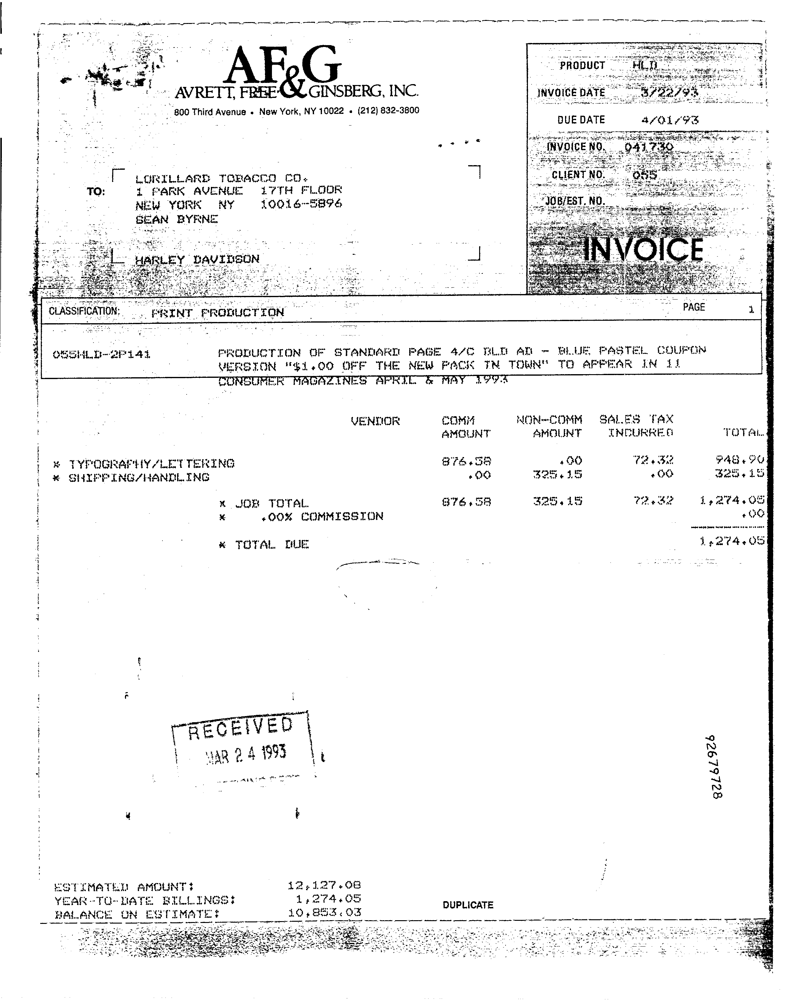 AF&G
AVRETT, FREE & GINSBERG, INC.
800 Third Avenue • New York, NY 10022 • (212) 832-3800
PRODUCT HLD
INVOICE DATE 3/22/93
DUE DATE 4/01/93
INVOICE NO. 041730
CLIENT NO. 055
JOB/EST. NO.
INVOICE
TO:
LORILLARD TOBACCO CO.
1 PARK AVENUE 17TH FLOOR
NEW YORK NY 10016-5896
SEAN BYRNE
HARLEY DAVIDSON
CLASSIFICATION: PRINT PRODUCTION PAGE 1
055HLD-2P141 PRODUCTION OF STANDARD PAGE 4/C BLD AD - BLUE PASTEL COUPON
VERSION "$1.00 OFF THE NEW PACK IN TOWN" TO APPEAR IN 11
CONSUMER MAGAZINES APRIL & MAY 1993
VENDOR COMM NON-COMM SALES TAX
AMOUNT AMOUNT INCURRED TOTAL
* TYPOGRAPHY/LETTERING 876.58 .00 72.32 948.90
* SHIPPING/HANDLING .00 325.15 .00 325.15
* JOB TOTAL 876.58 325.15 72.32 1,274.05
* .00% COMMISSION .00
* TOTAL DUE 1,274.05
RECEIVED
MAR 24 1993
92679728
ESTIMATED AMOUNT: 12,127.08
YEAR-TO-DATE BILLINGS: 1,274.05
BALANCE ON ESTIMATE: 10,853.03
DUPLICATE